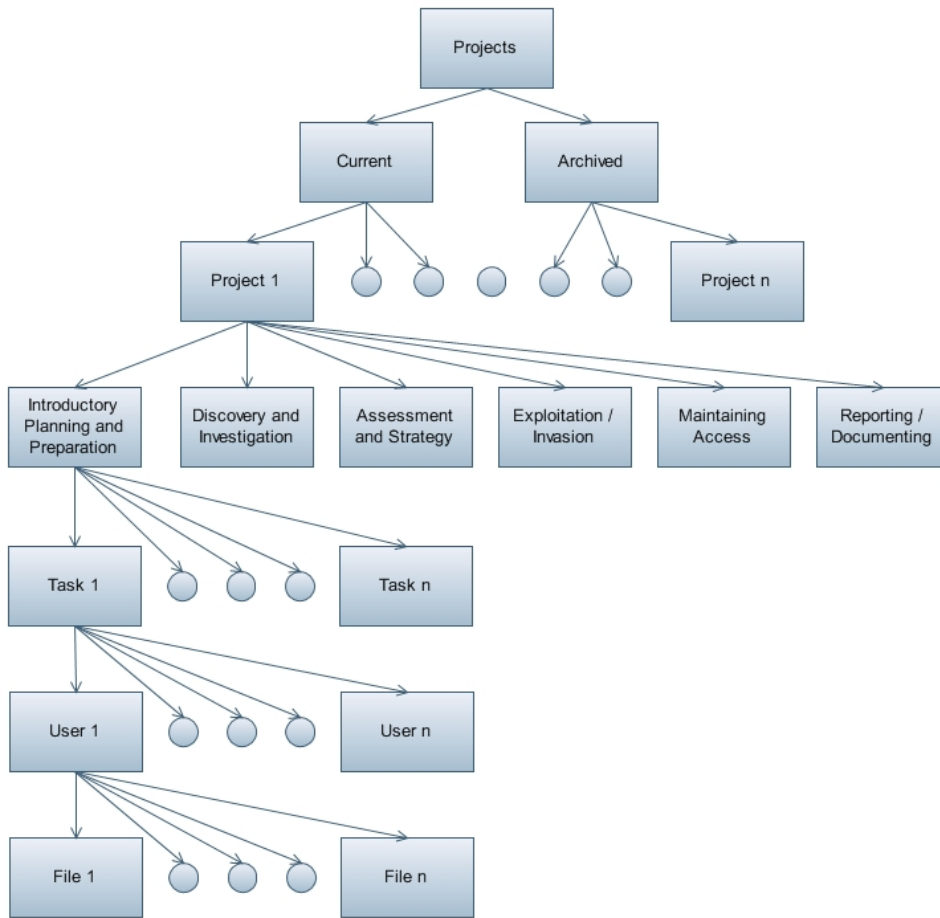 Projects
Current
Archived
Project 1
Project n
Introductory
Planning and
Preparation
Discovery and
Investigation
Assessment
and Strategy
Exploitation /
Invasion
Maintaining
Access
Reporting /
Documenting
Task 1
Task n
User 1
User n
File 1
File n